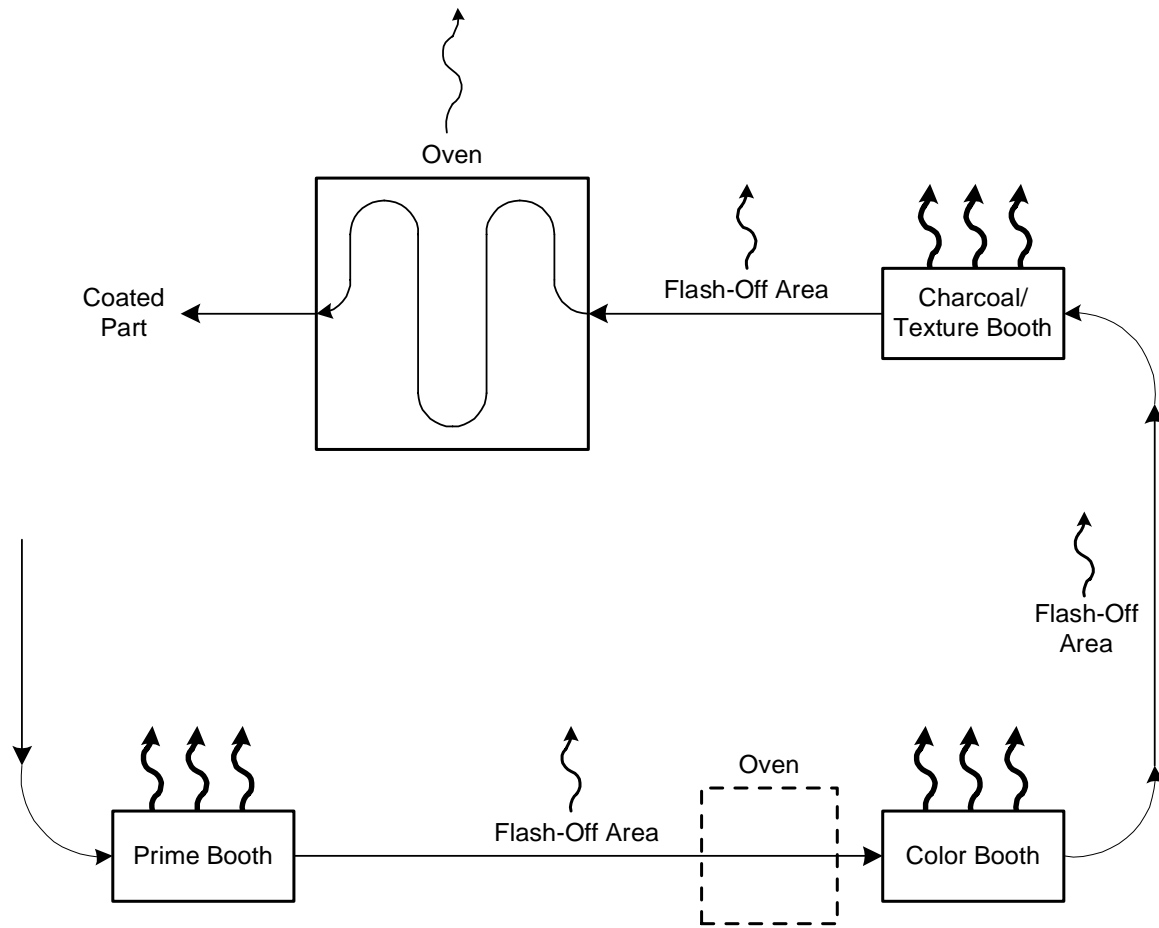 Oven
Coated
Part
Flash-Off Area
Charcoal/
Texture Booth
Flash-Off
Area
Oven
Prime Booth
Flash-Off Area
Color Booth